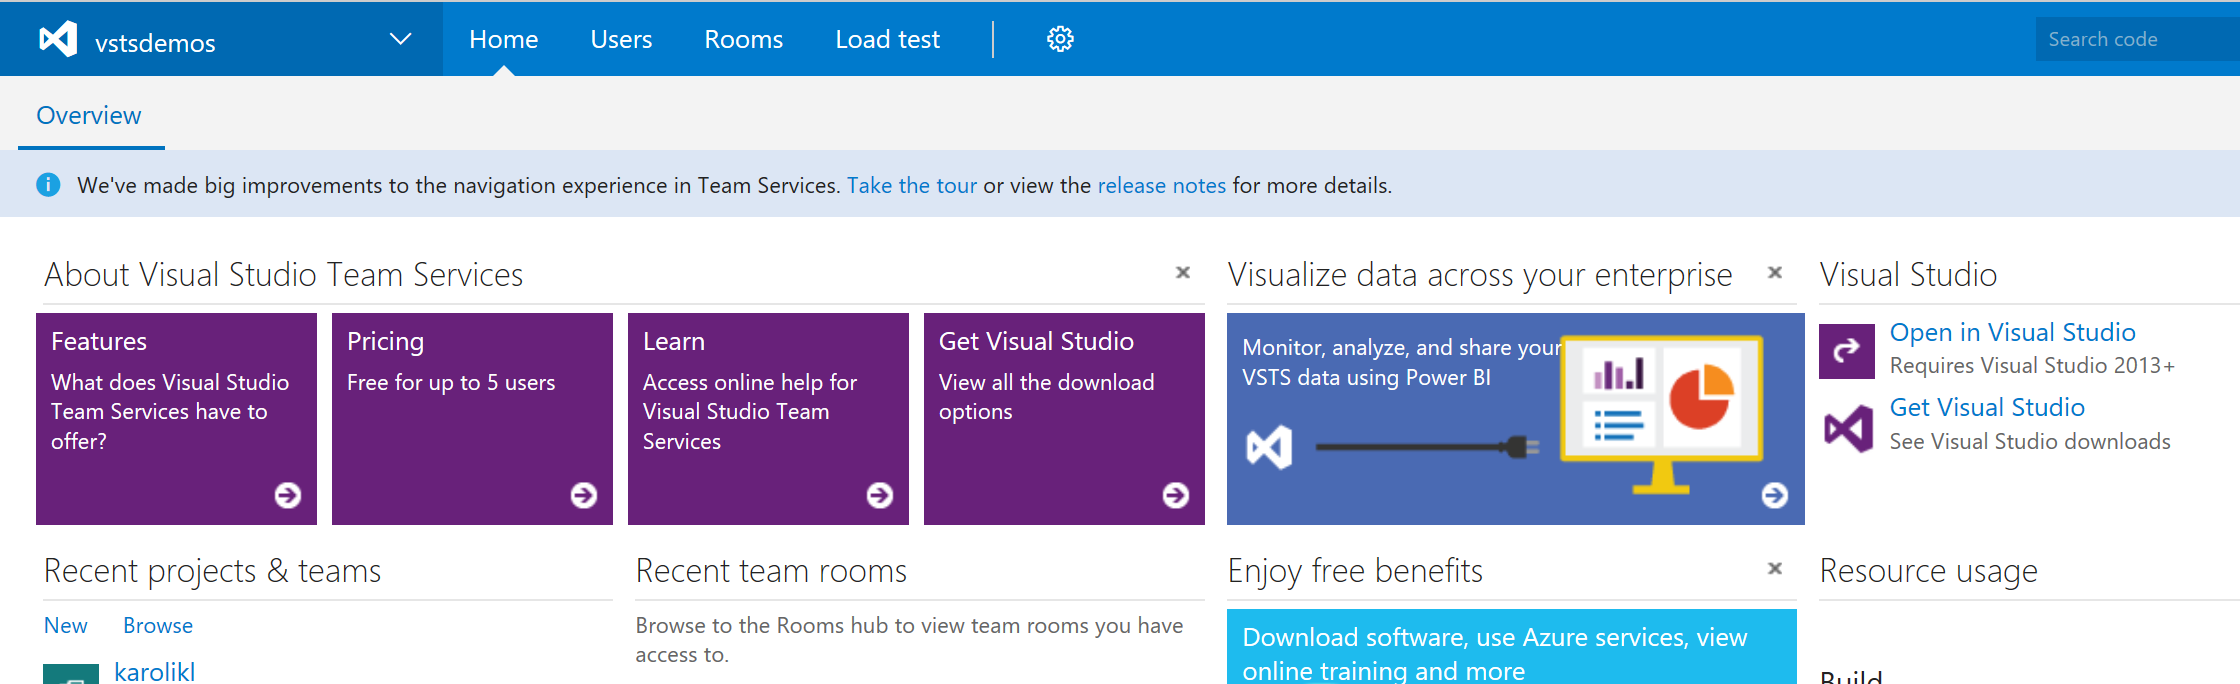 vstsdemos
Home Users Rooms Load test
Search code
Overview
We've made big improvements to the navigation experience in Team Services. Take the tour or view the release notes for more details.
About Visual Studio Team Services
Features
What does Visual Studio
Team Services have to
offer?
Pricing
Free for up to 5 users
Learn
Access online help for
Visual Studio Team
Services
Get Visual Studio
View all the download
options
Visualize data across your enterprise
Monitor, analyze, and share your
VSTS data using Power BI
Visual Studio
Open in Visual Studio
Requires Visual Studio 2013+
Get Visual Studio
See Visual Studio downloads
Recent projects & teams
New Browse
karolikl
Recent team rooms
Browse to the Rooms hub to view team rooms you have
access to.
Enjoy free benefits
Download software, use Azure services, view
online training and more
Resource usage
Build